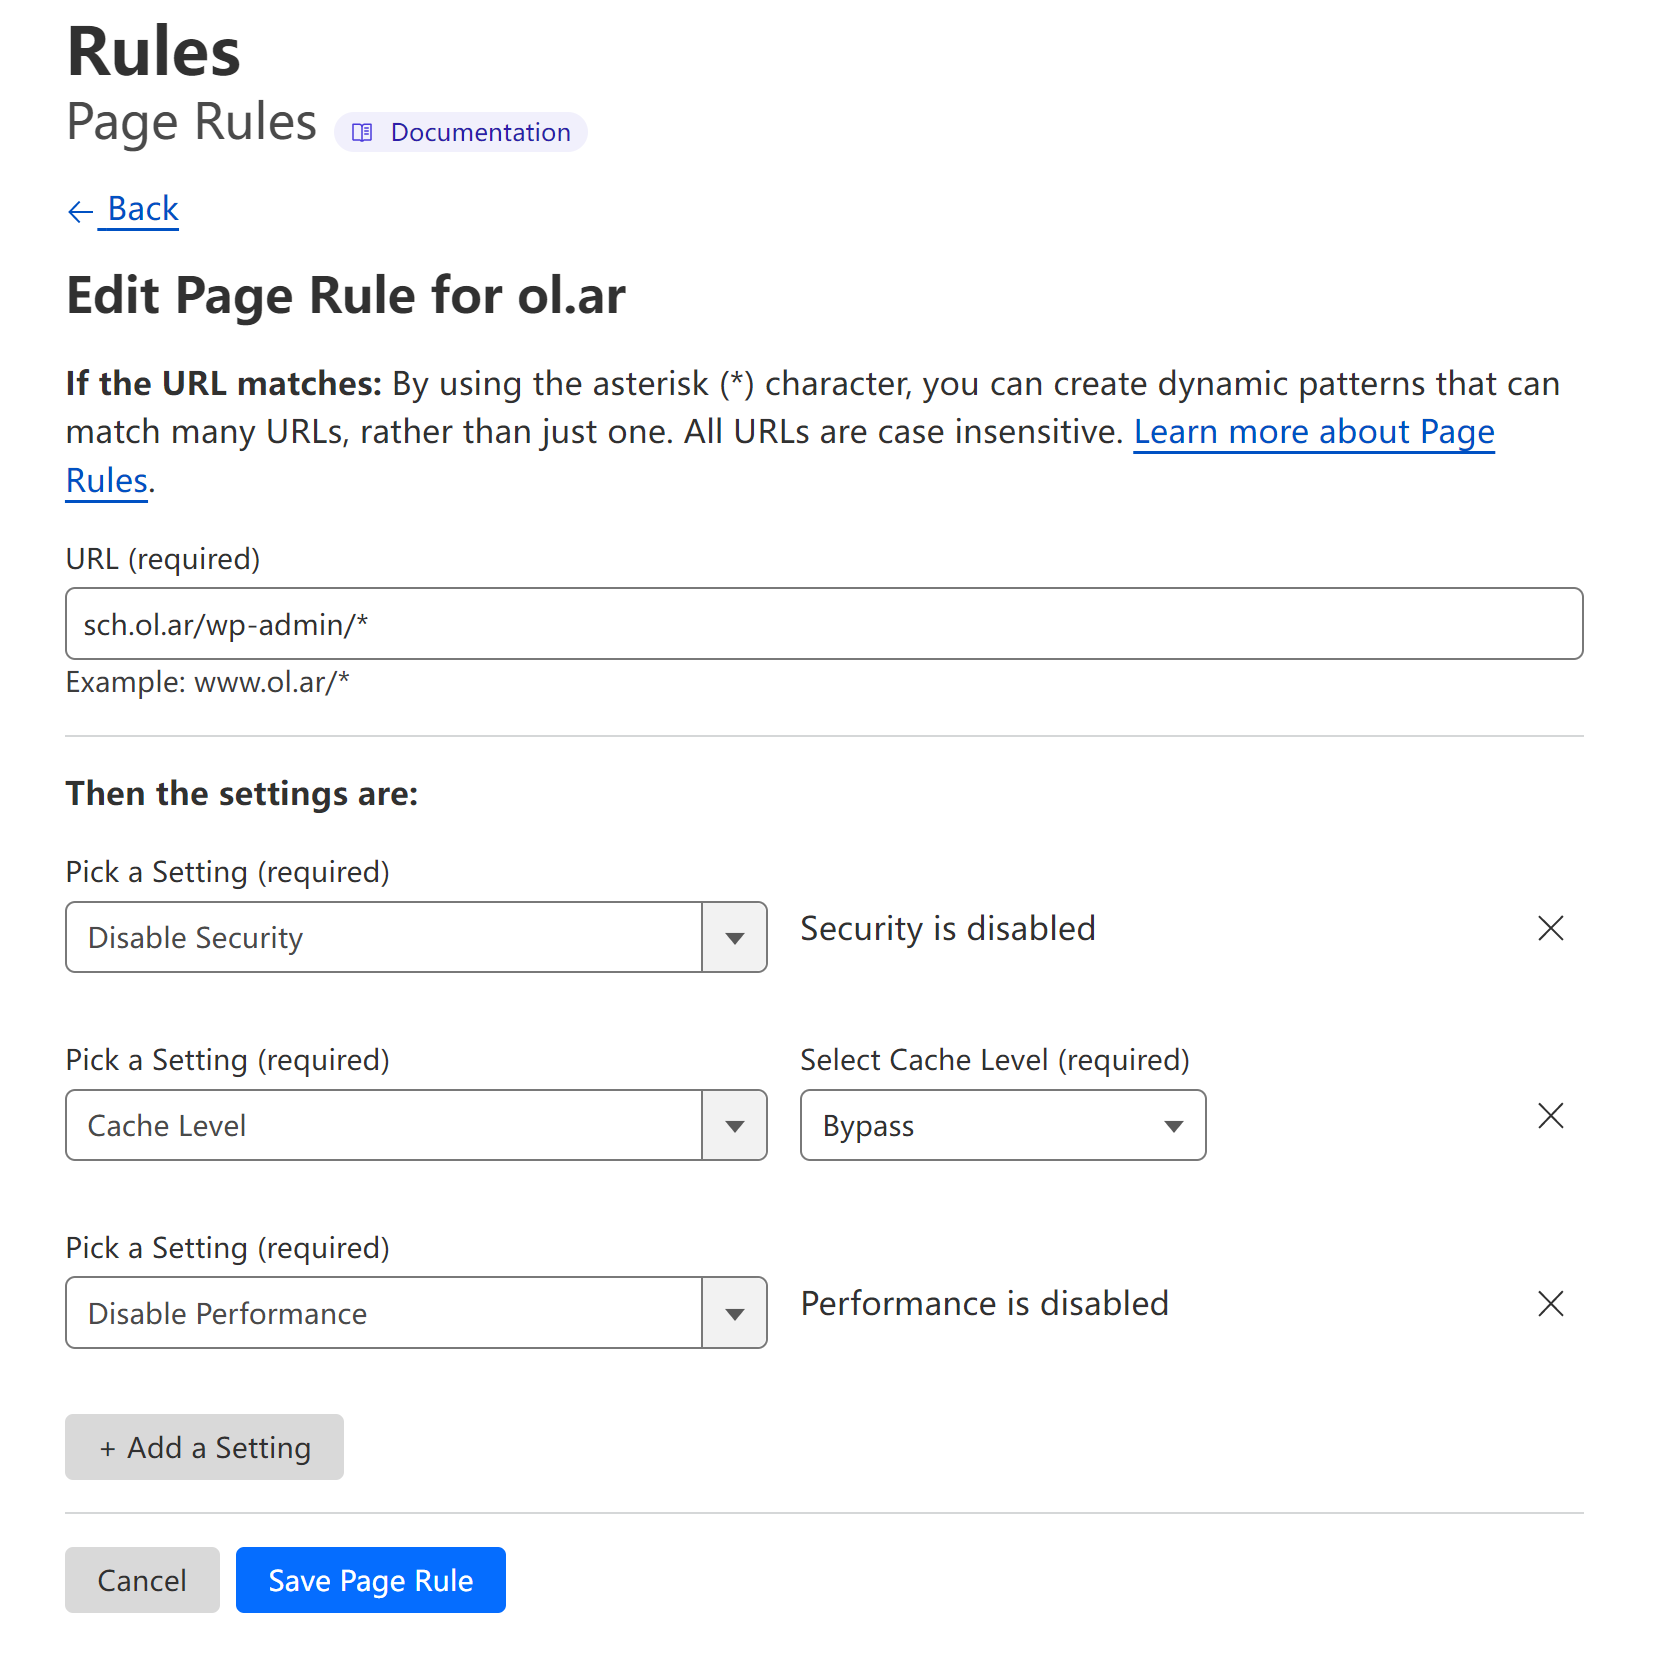 Rules
Page Rules
Documentation
← Back
Edit Page Rule for ol.ar
If the URL matches: By using the asterisk (*) character, you can create dynamic patterns that can
match many URLs, rather than just one. All URLs are case insensitive. Learn more about Page
Rules.
URL (required)
sch.ol.ar/wp-admin/*
Example: www.ol.ar/*
Then the settings are:
Pick a Setting (required)
Disable Security
Security is disabled
Pick a Setting (required)
Select Cache Level (required)
Cache Level
Bypass
Pick a Setting (required)
Disable Performance
Performance is disabled
+ Add a Setting
Cancel
Save Page Rule